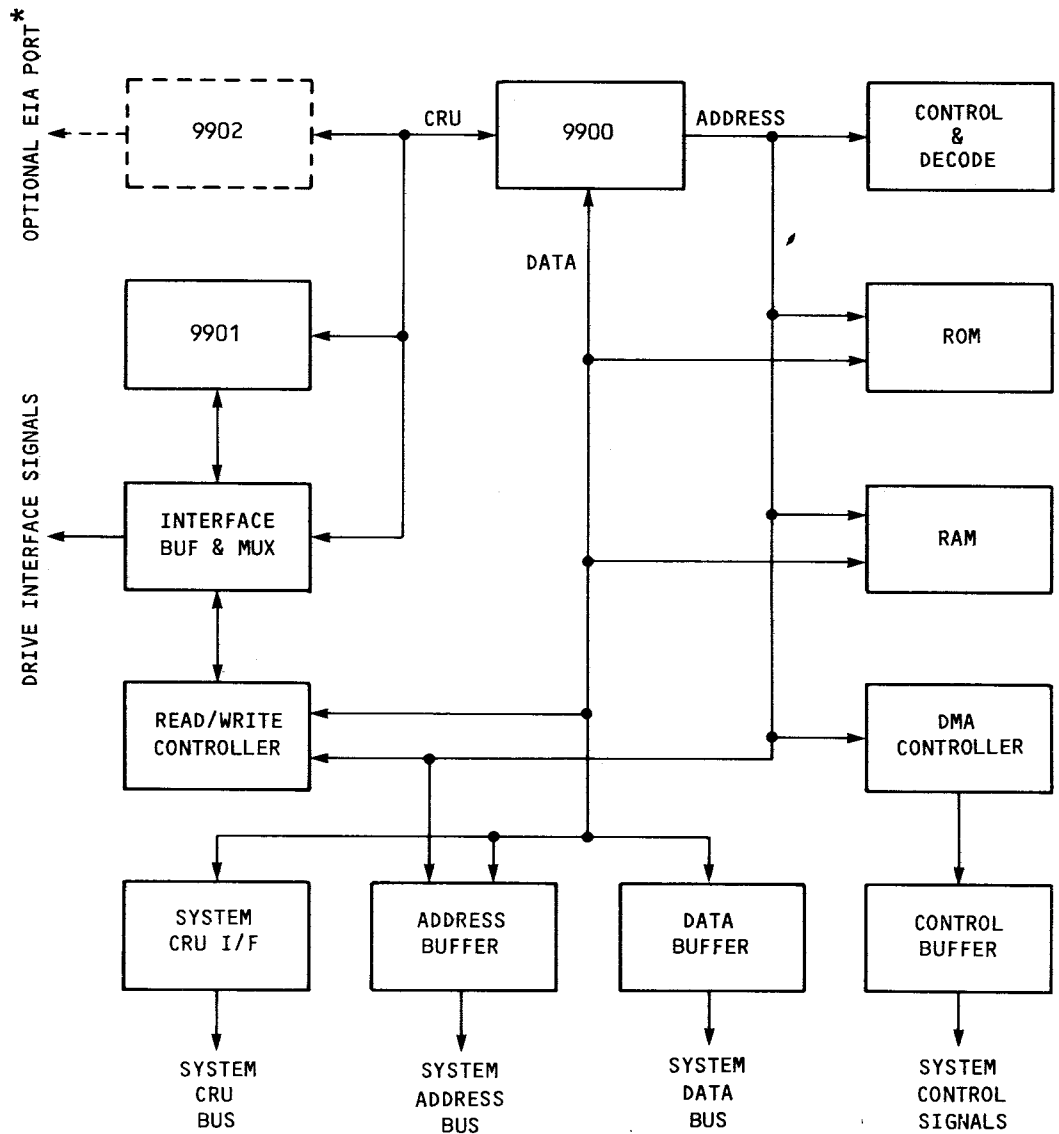 OPTIONAL EIA PORT*
9902
CRU
9900
ADDRESS
CONTROL
&
DECODE
DATA
9901
ROM
DRIVE INTERFACE SIGNALS
INTERFACE
BUF & MUX
RAM
READ/WRITE
CONTROLLER
DMA
CONTROLLER
SYSTEM
CRU I/F
ADDRESS
BUFFER
DATA
BUFFER
CONTROL
BUFFER
SYSTEM
CRU
BUS
SYSTEM
ADDRESS
BUS
SYSTEM
DATA
BUS
SYSTEM
CONTROL
SIGNALS